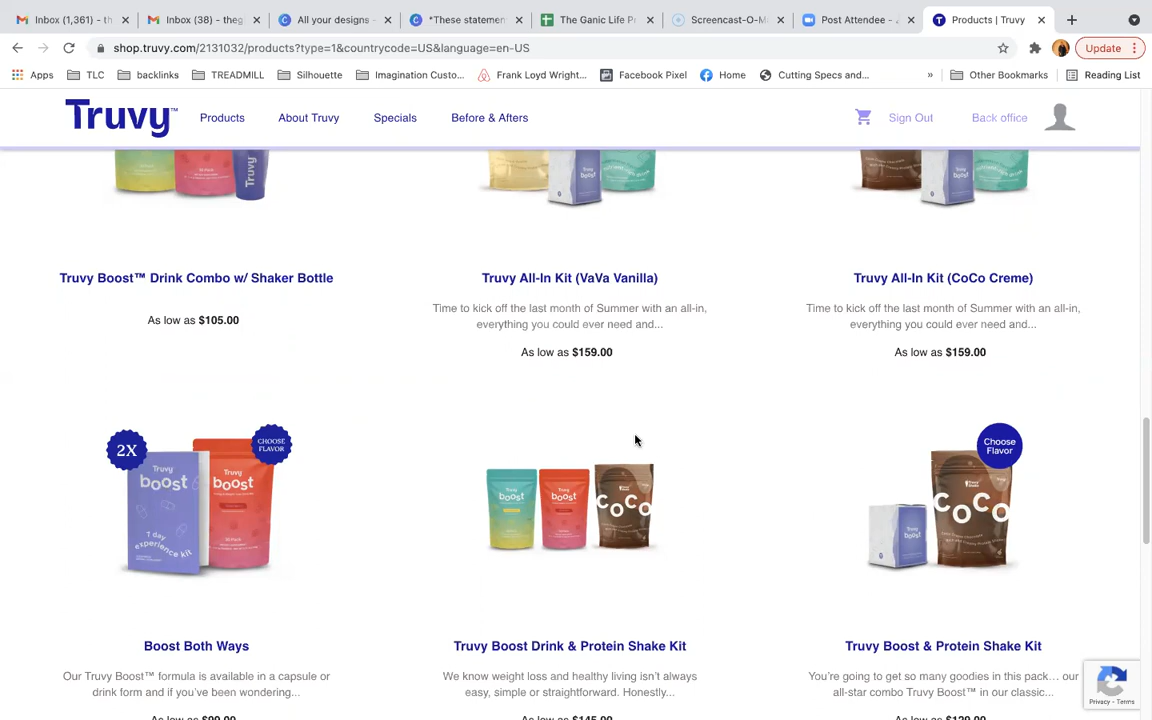 Inbox (1,361) - th
Inbox (38) - theg
All your designs -
*These statemen
The Ganic Life Pr
Screencast-O-Ma
Post Attendee - Z
Products | Truvy
shop.truvy.com/2131032/products?type=1&countrycode=US&language=en-US
Update
Apps
TLC
backlinks
TREADMILL
Silhouette
Imagination Custo...
Frank Loyd Wright...
Facebook Pixel
Home
Cutting Specs and...
»
Other Bookmarks
Reading List
Truvy™
Products
About Truvy
Specials
Before & Afters
Sign Out
Back office
Truvy
boost
Truvy Boost™ Drink Combo w/ Shaker Bottle
Truvy All-In Kit (VaVa Vanilla)
Truvy All-In Kit (CoCo Creme)
Time to kick off the last month of Summer with an all-in,
everything you could ever need and...
Time to kick off the last month of Summer with an all-in,
everything you could ever need and...
As low as $105.00
As low as $159.00
As low as $159.00
2X
CHOOSE
FLAVOR
Truvy
boost
7 day
experience kit
Truvy
boost
boost
boost
COCO
Choose
Flavor
boost
COCO
Boost Both Ways
Truvy Boost Drink & Protein Shake Kit
Truvy Boost & Protein Shake Kit
Our Truvy Boost™ formula is available in a capsule or
drink form and if you've been wondering...
We know weight loss and healthy living isn't always
easy, simple or straightforward. Honestly...
You're going to get so many goodies in this pack... our
all-star combo Truvy Boost™ in our classic...
As low as $99.00
As low as $145.00
As low as $129.00
Privacy - Terms